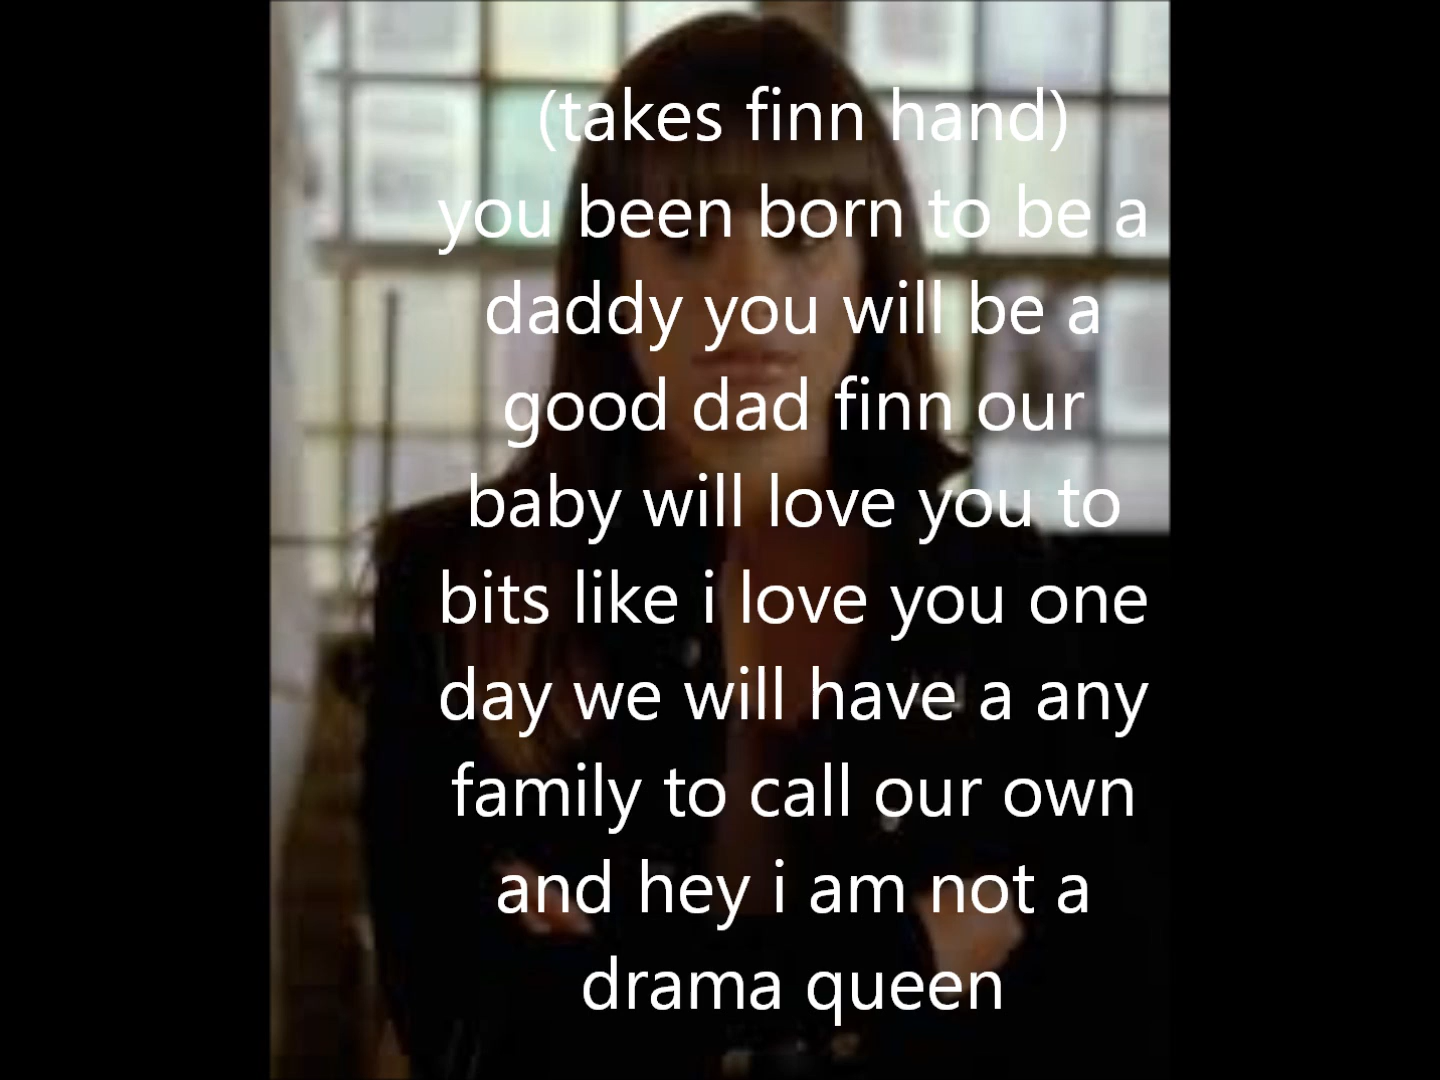 (takes finn hand)
you been born to be a
daddy you will be a
good dad finn our
baby will love you to
bits like i love you one
day we will have a any
family to call our own
and hey i am not a
drama queen